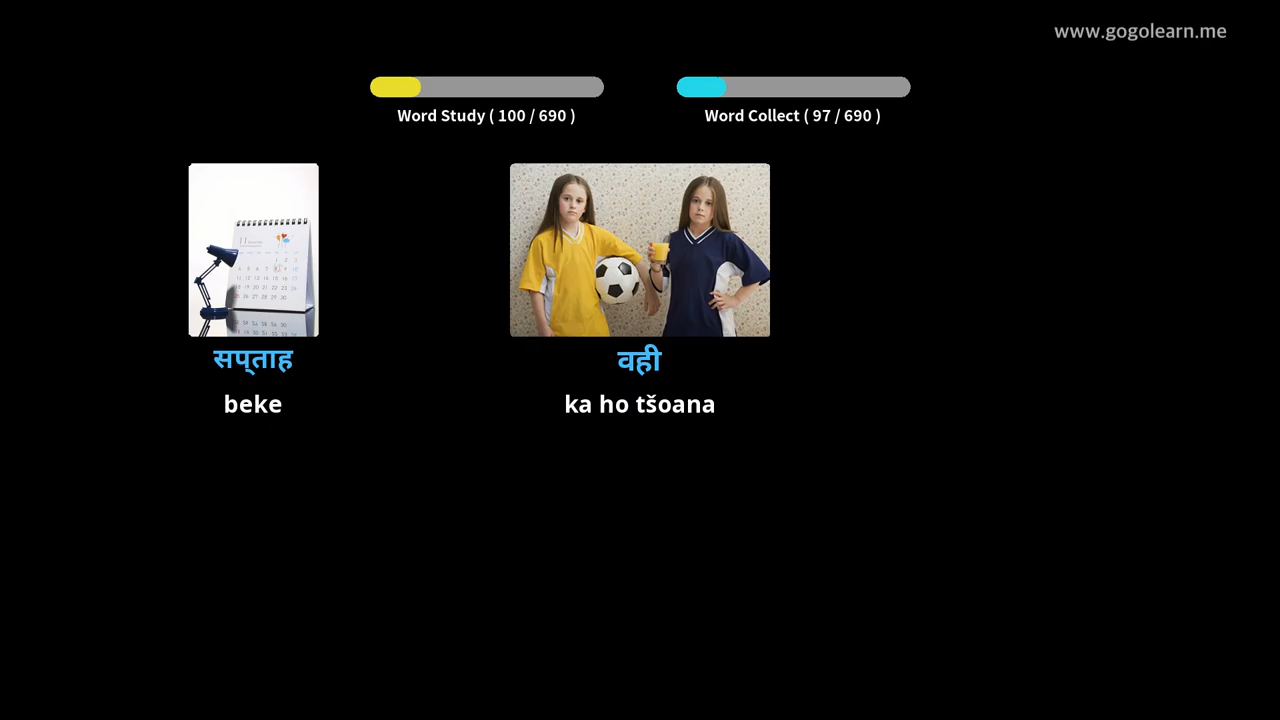 www.gogolearn.me
Word Study ( 100 / 690 )
Word Collect ( 97 / 690 )
सप्ताह
वही
beke
ka ho tšoana